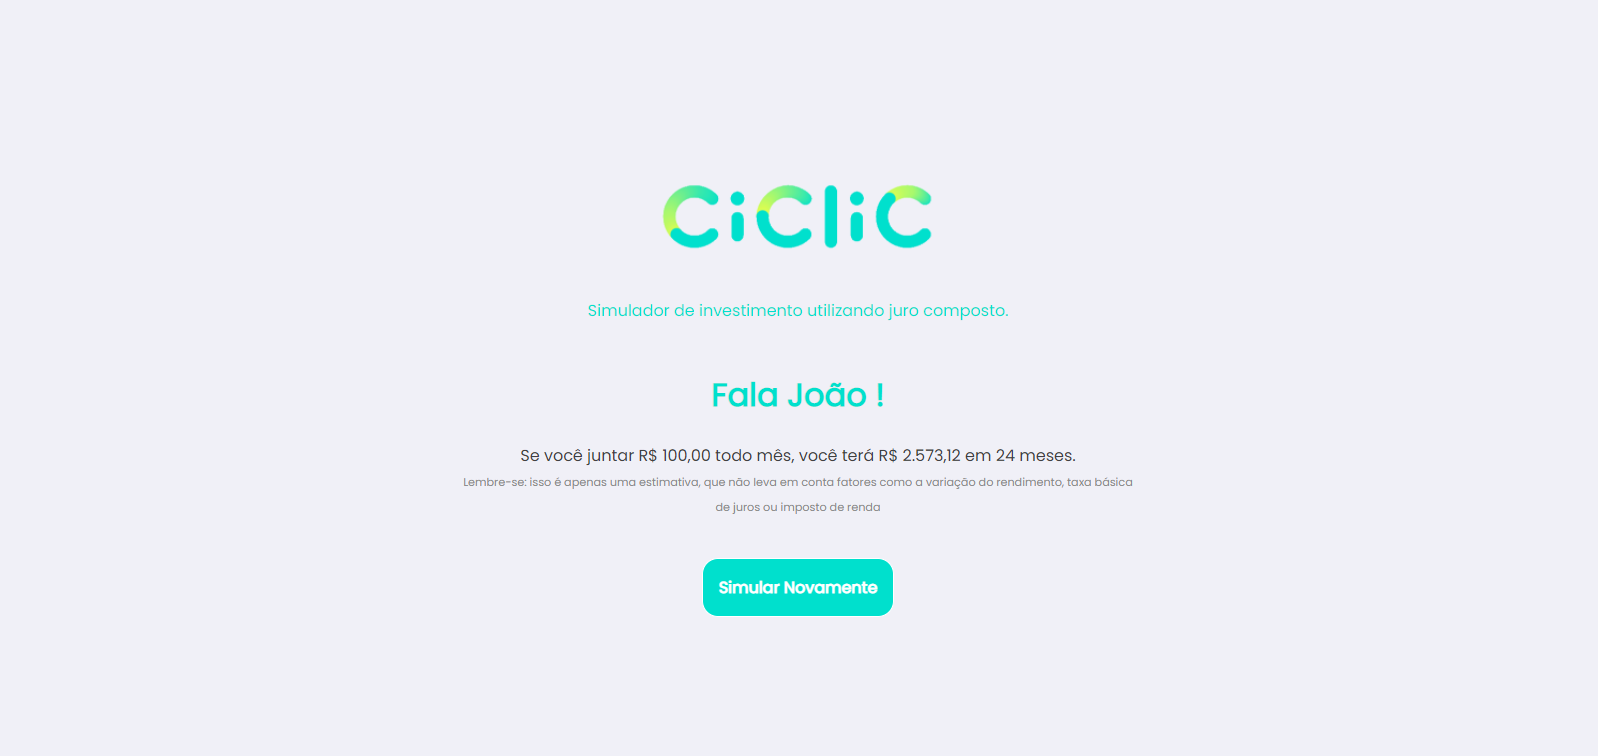 CiCliC
Simulador de investimento utilizando juro composto.
Fala João !
Se você juntar R$ 100,00 todo mês, você terá R$ 2.573,12 em 24 meses.
Lembre-se: isso é apenas uma estimativa, que não leva em conta fatores como a variação do rendimento, taxa básica
de juros ou imposto de renda
Simular Novamente